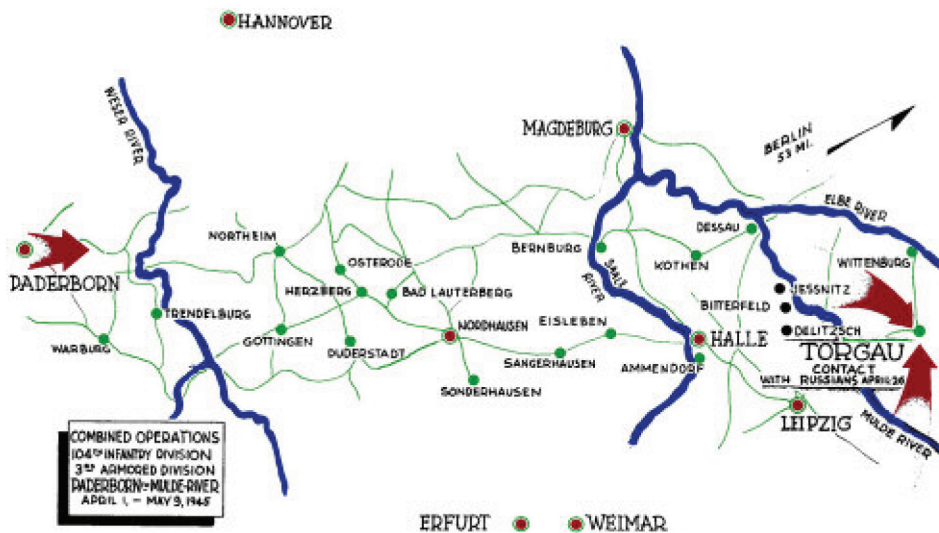 HANNOVER
WESER RIVER
MAGDEBURG
BERLIN
53 MI.
ELBE RIVER
NORTHEIM
OSTERODE
BERNBURG
SAALE
RIVER
DESSAU
KOTHEN
WITTENBURG
PADERBORN
HERZBERG
BAD LAUTERBERG
JESSNITZ
BITTERFELD
DELITZSCH
TRENDELBURG
WARBURG
GOTTINGEN
DUDERSTADT
NORDHAUSEN
EISLEBEN
SANGERHAUSEN
SONDERHAUSEN
HALLE
AMMENDORF
TORGAU
CONTACT
WITH RUSSIANS APRIL 26
LEIPZIG
MULDE RIVER
COMBINED OPERATIONS
104TH INFANTRY DIVISION
3RD ARMORED DIVISION
PADERBORN TO MULDE-RIVER
APRIL 1, - MAY 9, 1945
ERFURT
WEIMAR